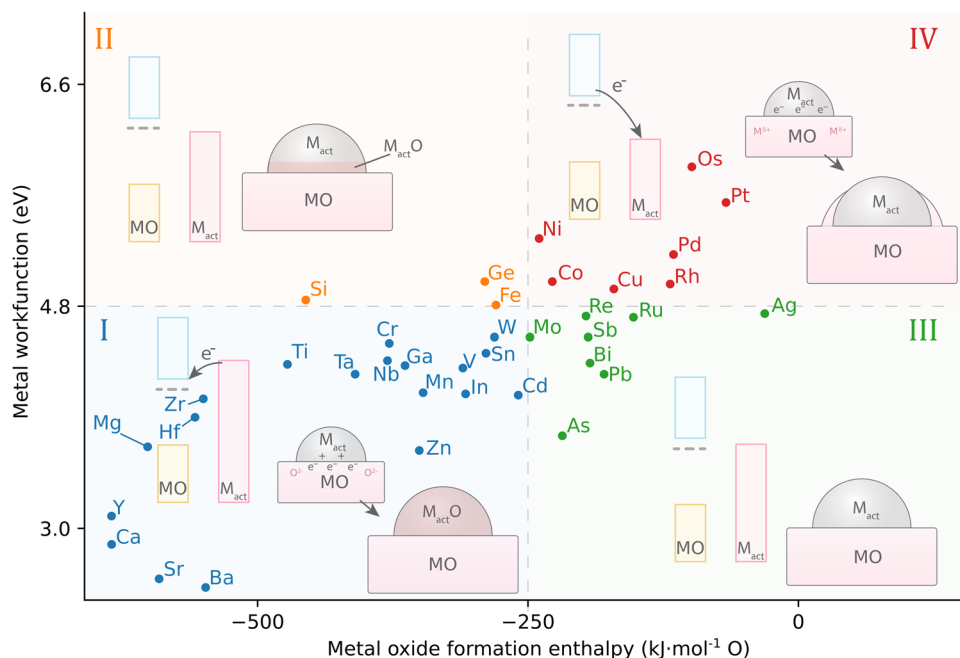 II
IV
6.6
4.8
3.0
Metal workfunction (eV)
MO
M_act
M_act
M_actO
MO
e⁻
MO
M_act
M_act
e⁻ e⁻ e⁻
M^δ+ MO M^δ+
M_act
MO
Os
Pt
Ni
Pd
Co
Cu
Rh
Si
Ge
Fe
I
III
e⁻
MO
M_act
Ti
Cr
W
Ta
Nb
Ga
V
Sn
Mn
In
Cd
Zr
Hf
Mg
Zn
Y
Ca
Sr
Ba
M_act
+ +
O²⁻ e⁻ e⁻ e⁻ O²⁻
MO
M_actO
MO
Mo
Re
Sb
Ru
Ag
Bi
Pb
As
MO
M_act
M_act
MO
−500
−250
0
Metal oxide formation enthalpy (kJ·mol⁻¹ O)